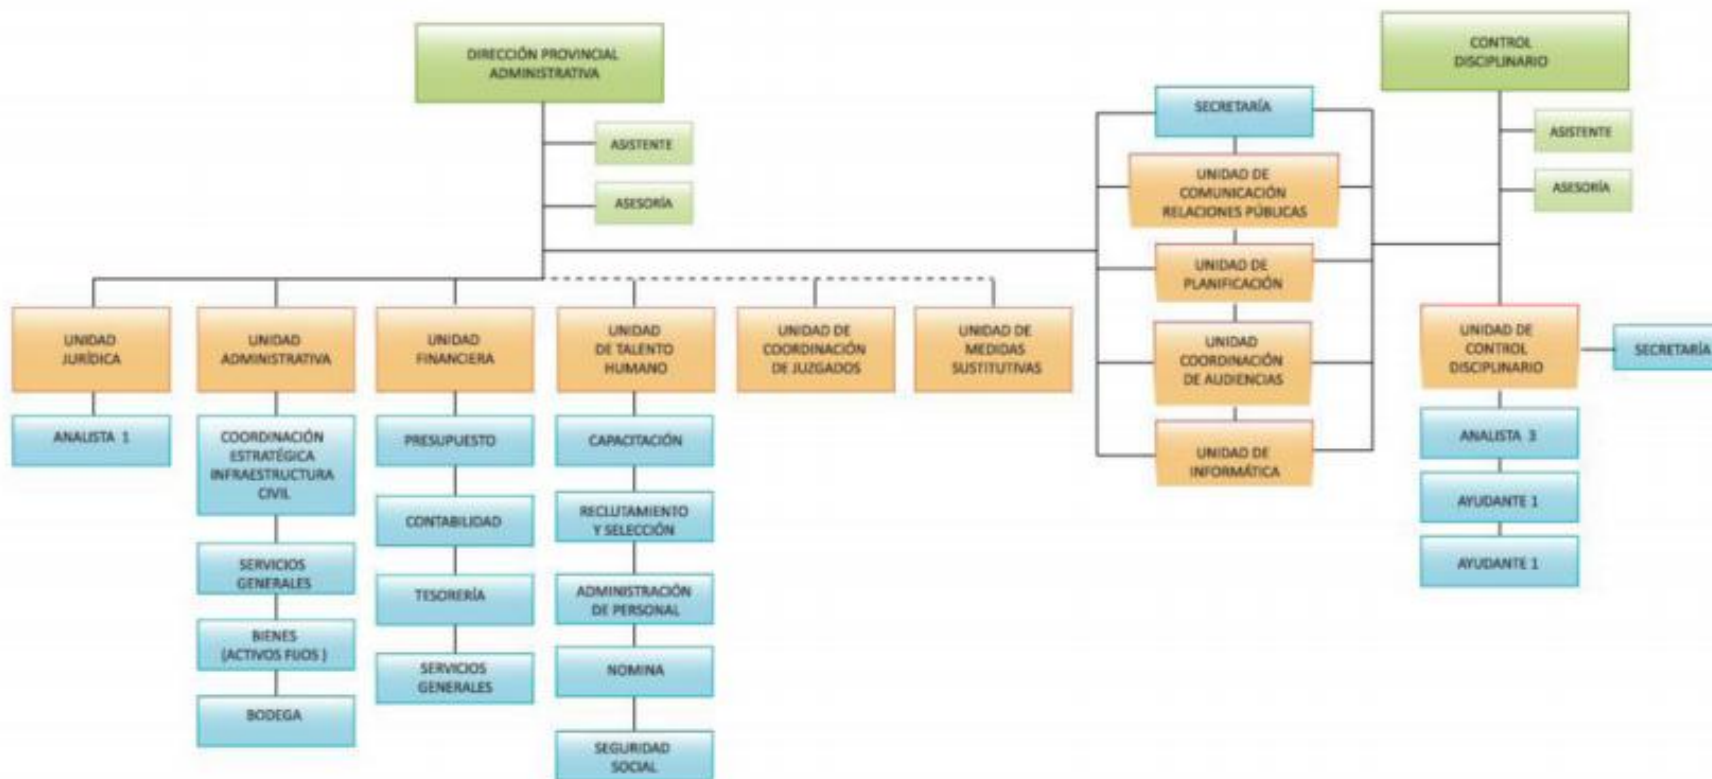 DIRECCIÓN PROVINCIAL
ADMINISTRATIVA
ASISTENTE
ASESORÍA
CONTROL
DISCIPLINARIO
ASISTENTE
ASESORÍA
SECRETARÍA
UNIDAD DE
COMUNICACIÓN
RELACIONES PÚBLICAS
UNIDAD DE
PLANIFICACIÓN
UNIDAD
COORDINACIÓN
DE AUDIENCIAS
UNIDAD DE
INFORMÁTICA
UNIDAD
JURÍDICA
ANALISTA 1
UNIDAD
ADMINISTRATIVA
COORDINACIÓN
ESTRATÉGICA
INFRAESTRUCTURA
CIVIL
SERVICIOS
GENERALES
BIENES
(ACTIVOS FIJOS )
BODEGA
UNIDAD
FINANCIERA
PRESUPUESTO
CONTABILIDAD
TESORERÍA
SERVICIOS
GENERALES
UNIDAD
DE TALENTO
HUMANO
CAPACITACIÓN
RECLUTAMIENTO
Y SELECCIÓN
ADMINISTRACIÓN
DE PERSONAL
NOMINA
SEGURIDAD
SOCIAL
UNIDAD DE
COORDINACIÓN
DE JUZGADOS
UNIDAD DE
MEDIDAS
SUSTITUTIVAS
UNIDAD DE
CONTROL
DISCIPLINARIO
SECRETARÍA
ANALISTA 3
AYUDANTE 1
AYUDANTE 1